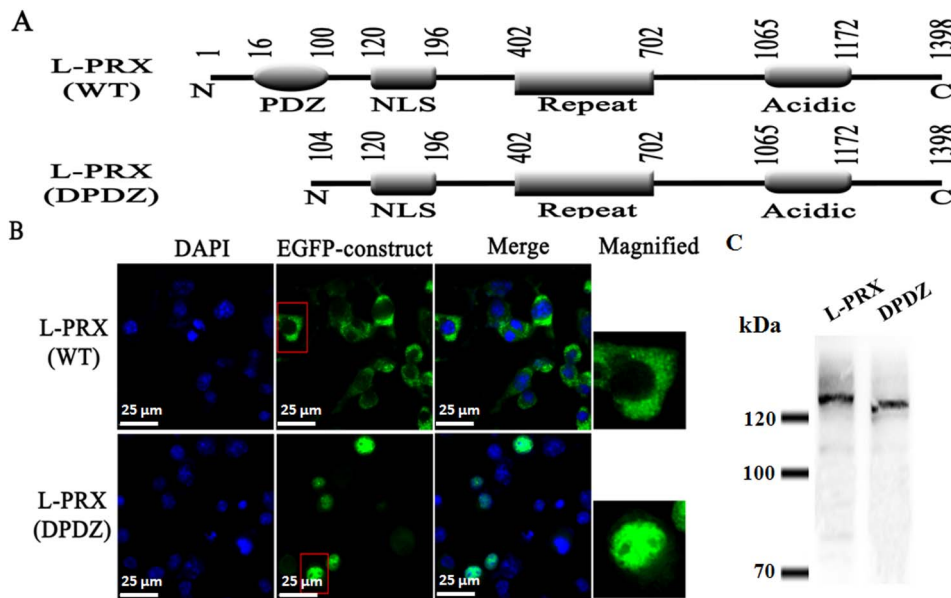 A
1 16 100 120 196 402 702 1065 1172 1398
L-PRX
(WT)
N C
PDZ NLS Repeat Acidic
104 120 196 402 702 1065 1172 1398
L-PRX
(DPDZ)
N C
NLS Repeat Acidic
B
DAPI EGFP-construct Merge Magnified
L-PRX
(WT)
25 µm 25 µm 25 µm
L-PRX
(DPDZ)
25 µm 25 µm 25 µm
C
L-PRX DPDZ
kDa
120
100
70